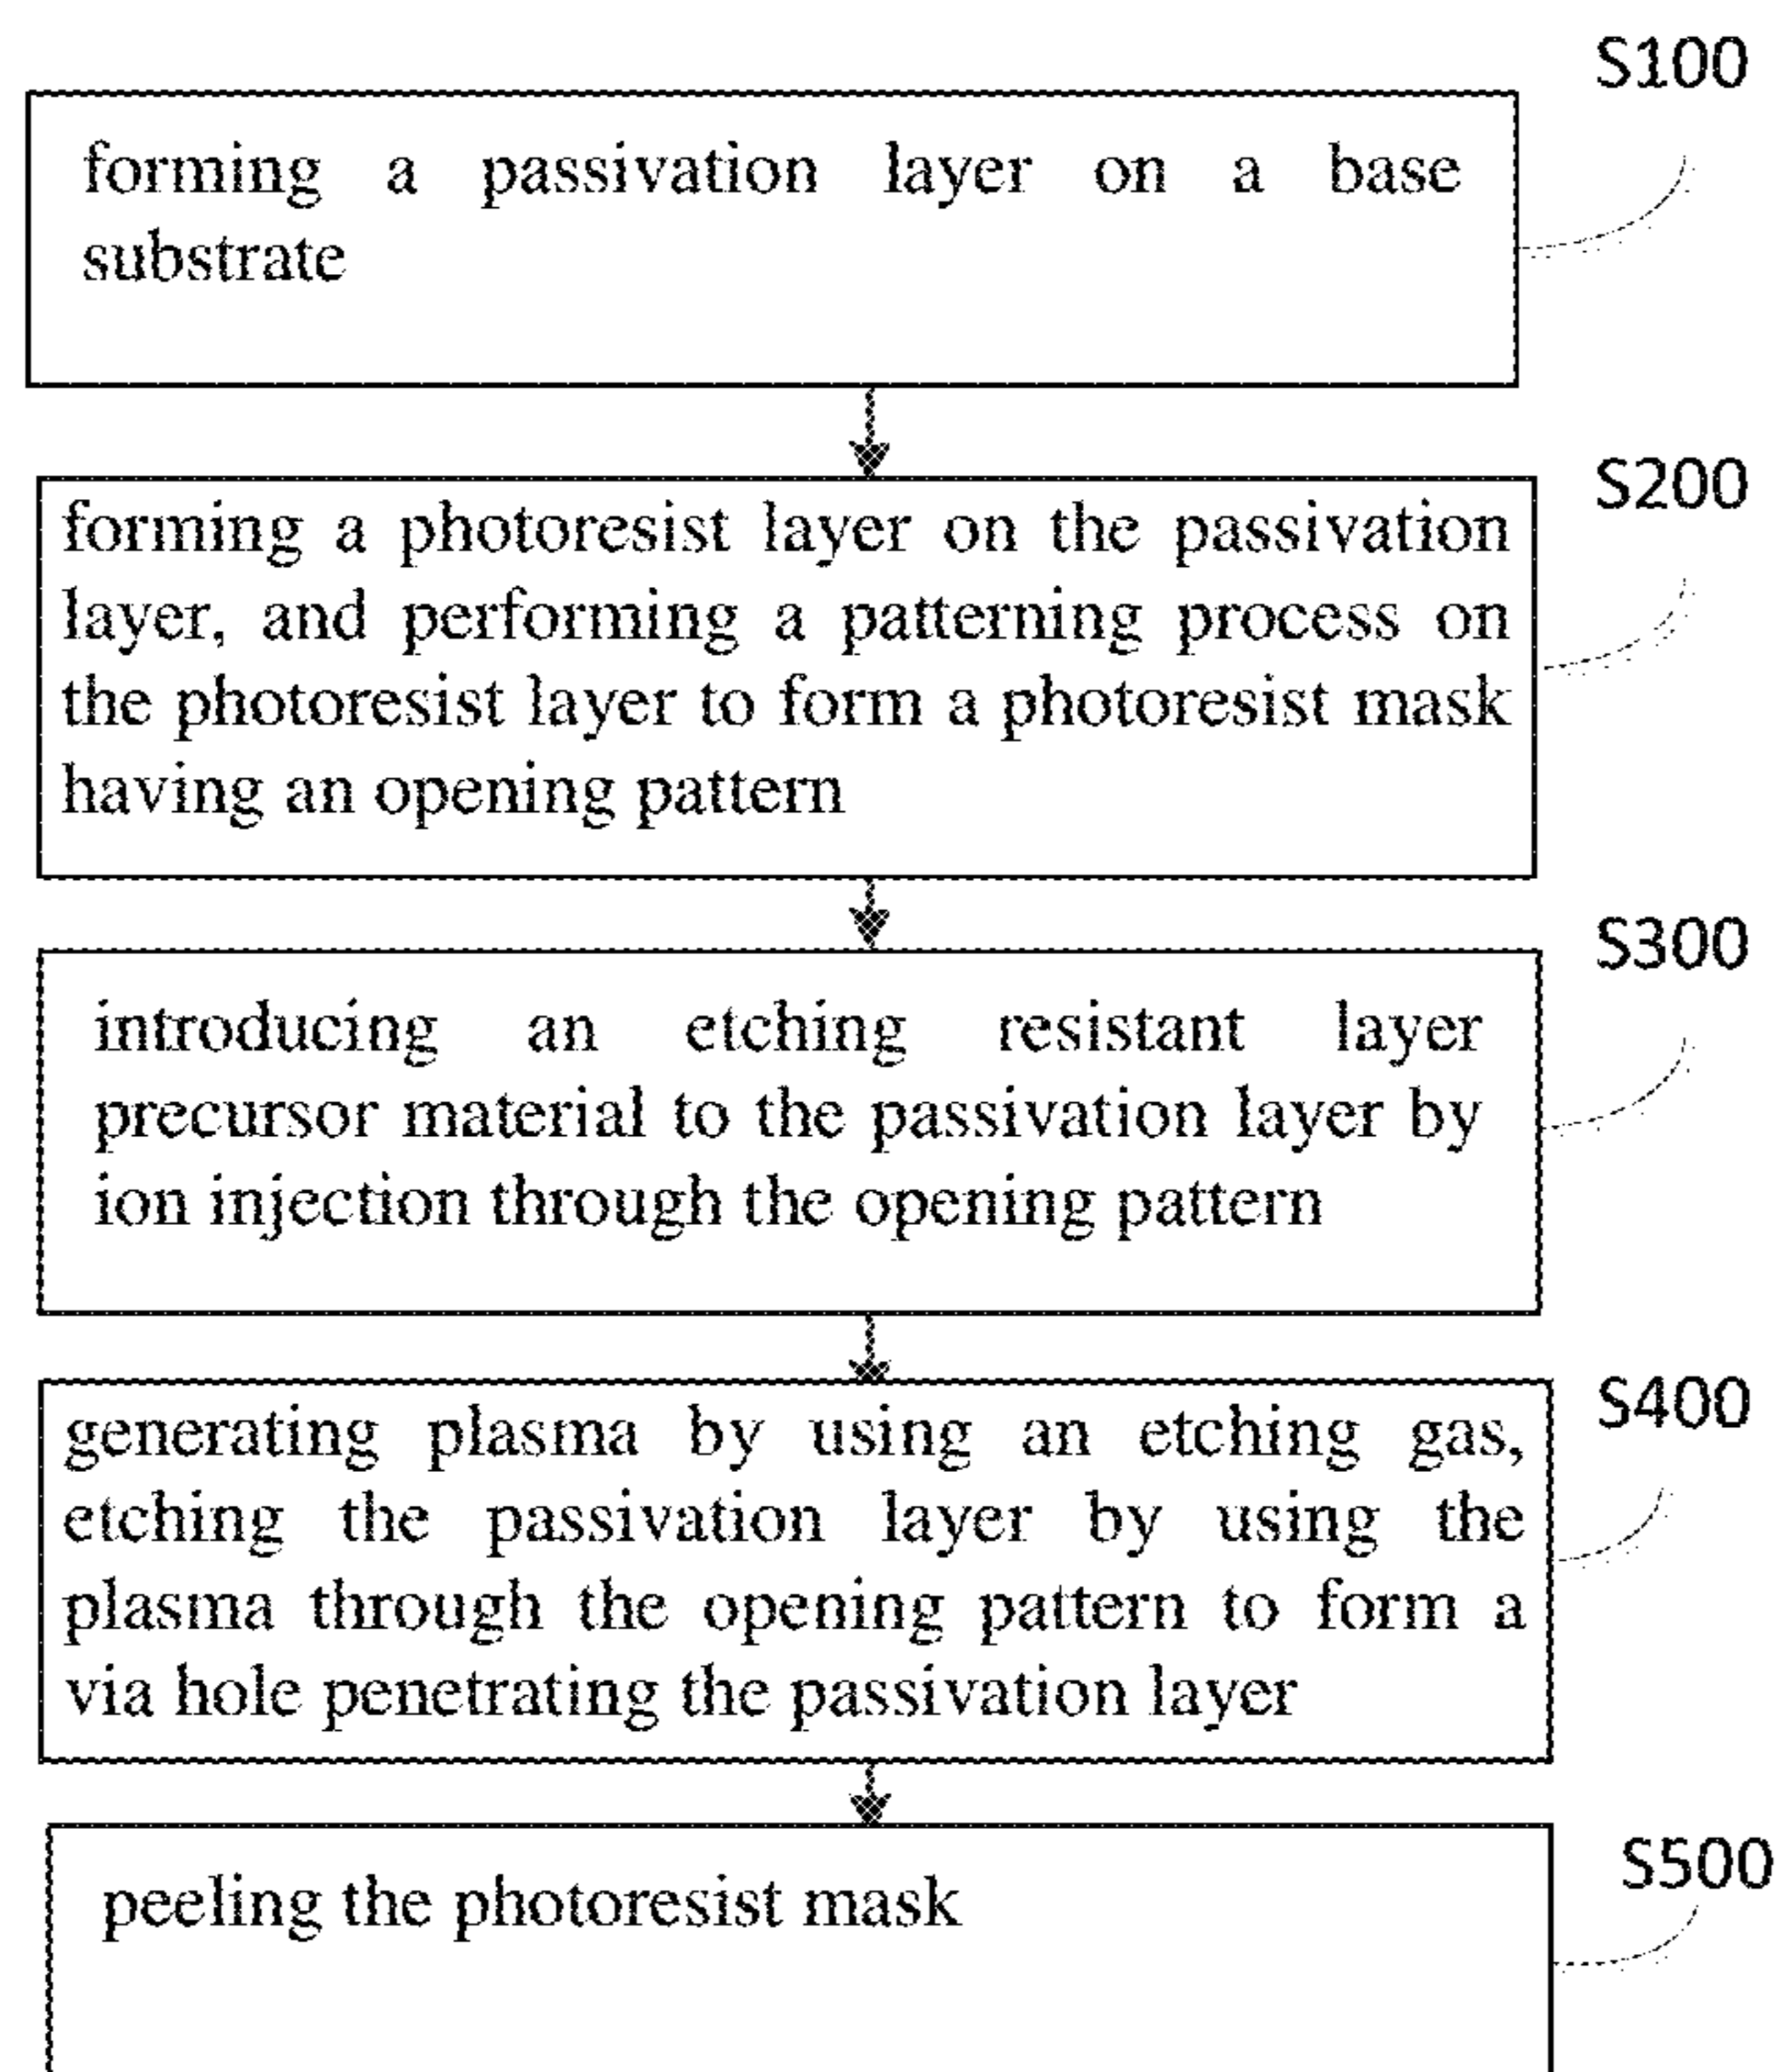 S100
forming a passivation layer on a base
substrate
S200
forming a photoresist layer on the passivation
layer, and performing a patterning process on
the photoresist layer to form a photoresist mask
having an opening pattern
S300
introducing an etching resistant layer
precursor material to the passivation layer by
ion injection through the opening pattern
S400
generating plasma by using an etching gas,
etching the passivation layer by using the
plasma through the opening pattern to form a
via hole penetrating the passivation layer
S500
peeling the photoresist mask